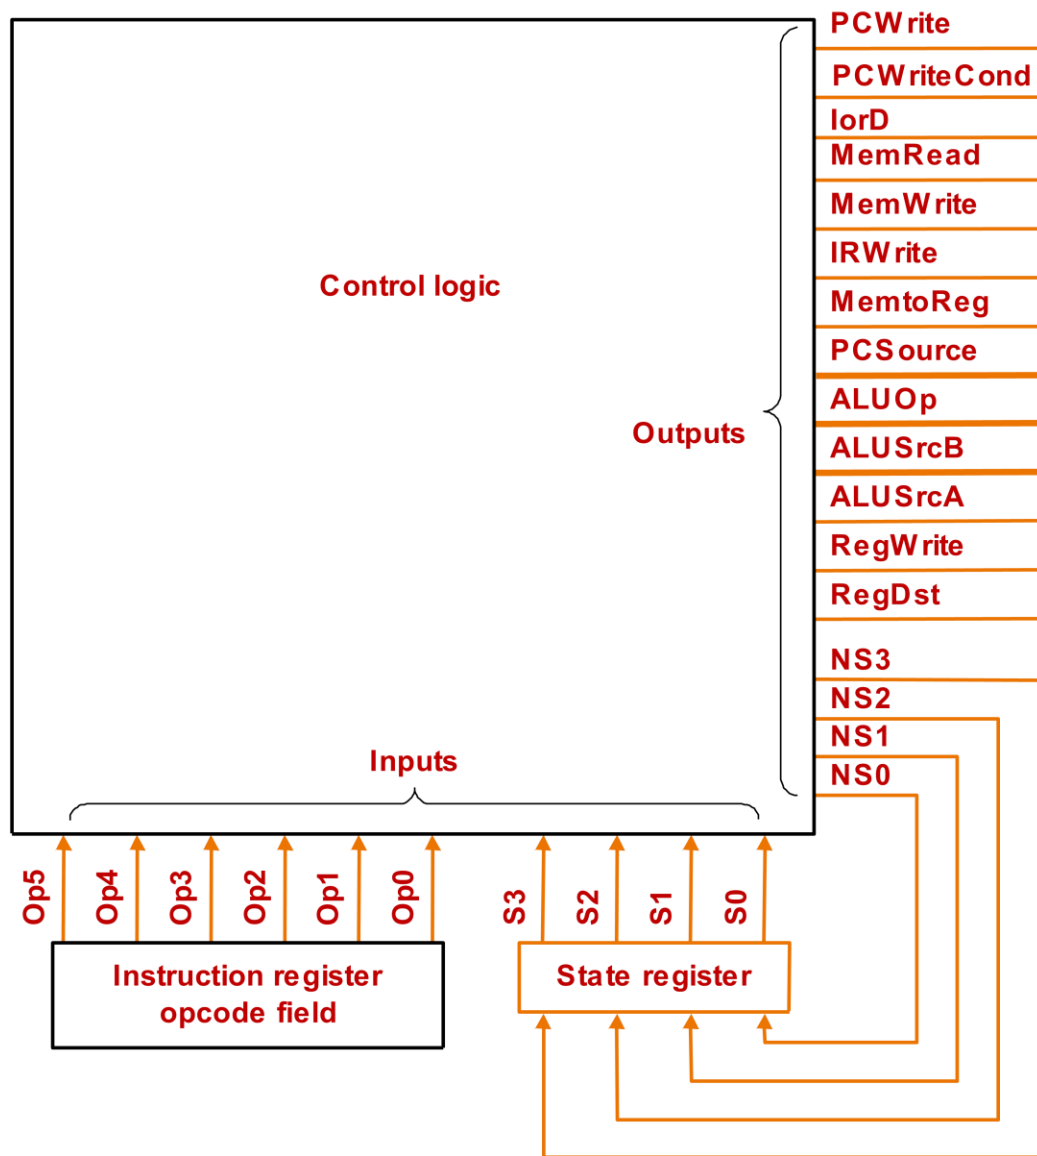 PCWrite
PCWriteCond
IorD
MemRead
MemWrite
IRWrite
MemtoReg
PCSource
ALUOp
ALUSrcB
ALUSrcA
RegWrite
RegDst
NS3
NS2
NS1
NS0
Control logic
Outputs
Inputs
Op5
Op4
Op3
Op2
Op1
Op0
S3
S2
S1
S0
Instruction register
opcode field
State register